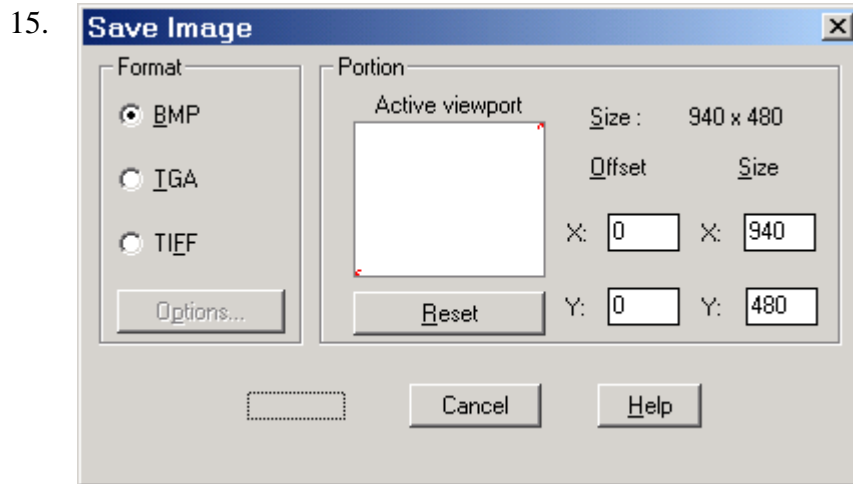 15.
Save Image
Format
BMP
TGA
TIFF
Options...
Portion
Active viewport
Reset
Size : 940 x 480
Offset Size
X: 0 X: 940
Y: 0 Y: 480
Cancel Help